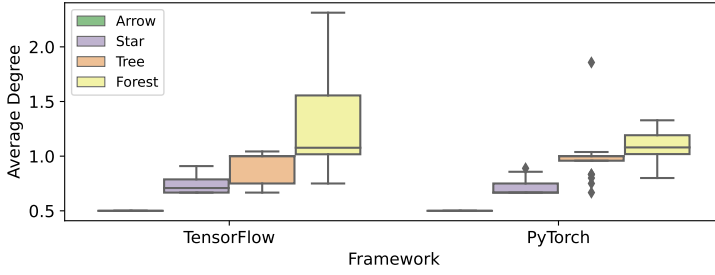 Arrow
Star
Tree
Forest
2.0
1.5
1.0
0.5
Average Degree
TensorFlow
PyTorch
Framework